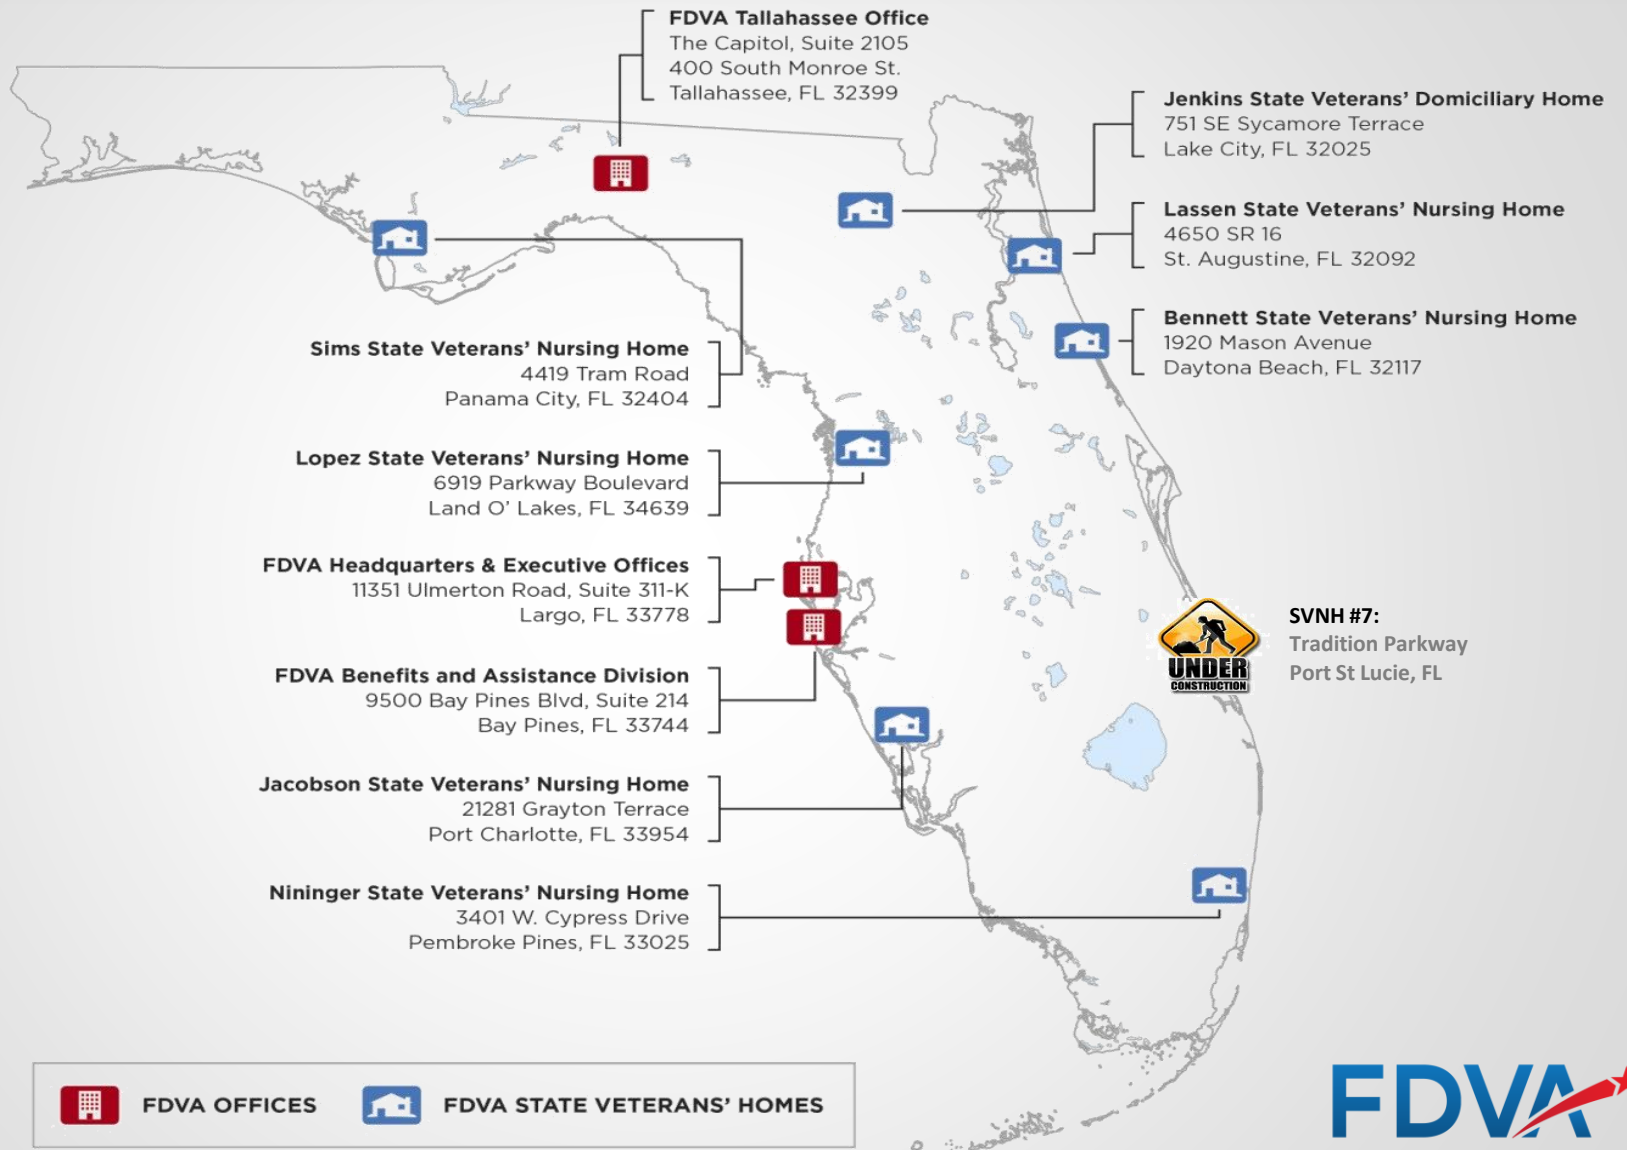 FDVA Tallahassee Office
The Capitol, Suite 2105
400 South Monroe St.
Tallahassee, FL 32399
Jenkins State Veterans’ Domiciliary Home
751 SE Sycamore Terrace
Lake City, FL 32025
Lassen State Veterans’ Nursing Home
4650 SR 16
St. Augustine, FL 32092
Bennett State Veterans’ Nursing Home
1920 Mason Avenue
Daytona Beach, FL 32117
Sims State Veterans’ Nursing Home
4419 Tram Road
Panama City, FL 32404
Lopez State Veterans’ Nursing Home
6919 Parkway Boulevard
Land O’ Lakes, FL 34639
FDVA Headquarters & Executive Offices
11351 Ulmerton Road, Suite 311-K
Largo, FL 33778
UNDER
CONSTRUCTION
SVNH #7:
Tradition Parkway
Port St Lucie, FL
FDVA Benefits and Assistance Division
9500 Bay Pines Blvd, Suite 214
Bay Pines, FL 33744
Jacobson State Veterans’ Nursing Home
21281 Grayton Terrace
Port Charlotte, FL 33954
Nininger State Veterans’ Nursing Home
3401 W. Cypress Drive
Pembroke Pines, FL 33025
FDVA OFFICES
FDVA STATE VETERANS’ HOMES
FDVA